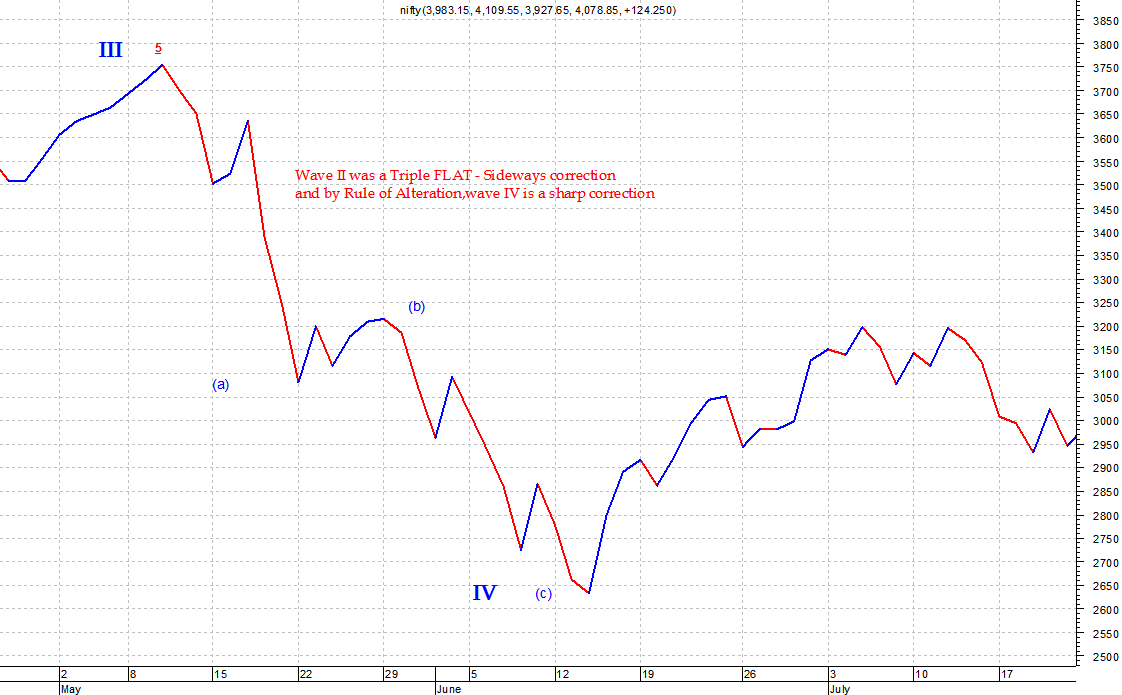 nifty(3,983.15, 4,109.55, 3,927.65, 4,078.85, +124.250)
III
5
Wave II was a Triple FLAT - Sideways correction
and by Rule of Alteration,wave IV is a sharp correction
(b)
(a)
IV
(c)
3850
3800
3750
3700
3650
3600
3550
3500
3450
3400
3350
3300
3250
3200
3150
3100
3050
3000
2950
2900
2850
2800
2750
2700
2650
2600
2550
2500
2 8 15 22 29 5 12 19 26 3 10 17
May June July